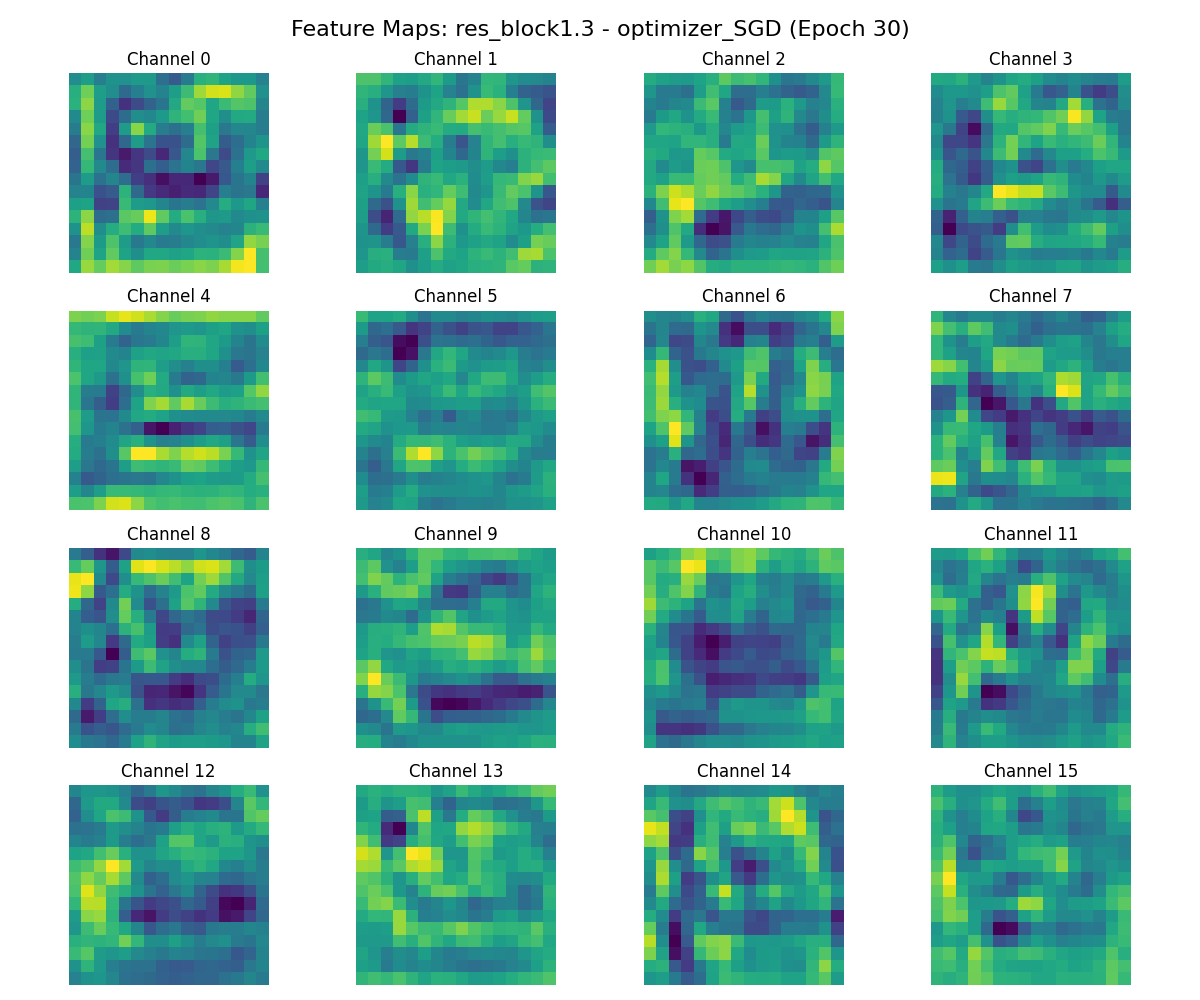 Feature Maps: res_block1.3 - optimizer_SGD (Epoch 30)
Channel 0
Channel 1
Channel 2
Channel 3
Channel 4
Channel 5
Channel 6
Channel 7
Channel 8
Channel 9
Channel 10
Channel 11
Channel 12
Channel 13
Channel 14
Channel 15